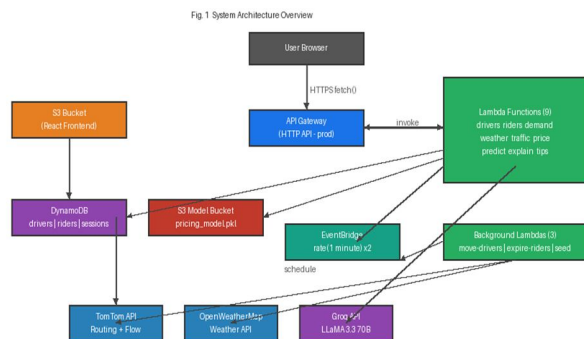 Fig. 1 System Architecture Overview
User Browser
HTTPS fetch()
S3 Bucket
(React Frontend)
API Gateway
(HTTP API - prod)
invoke
Lambda Functions (9)
drivers riders demand
weather traffic price
predict explain tips
DynamoDB
drivers | riders | sessions
S3 Model Bucket
pricing_model.pkl
EventBridge
rate(1 minute) x2
Background Lambdas (3)
move-drivers | expire-riders | seed
schedule
TomTom API
Routing + Flow
OpenWeatherMap
Weather API
Groq API
LLaMA 3.3 70B